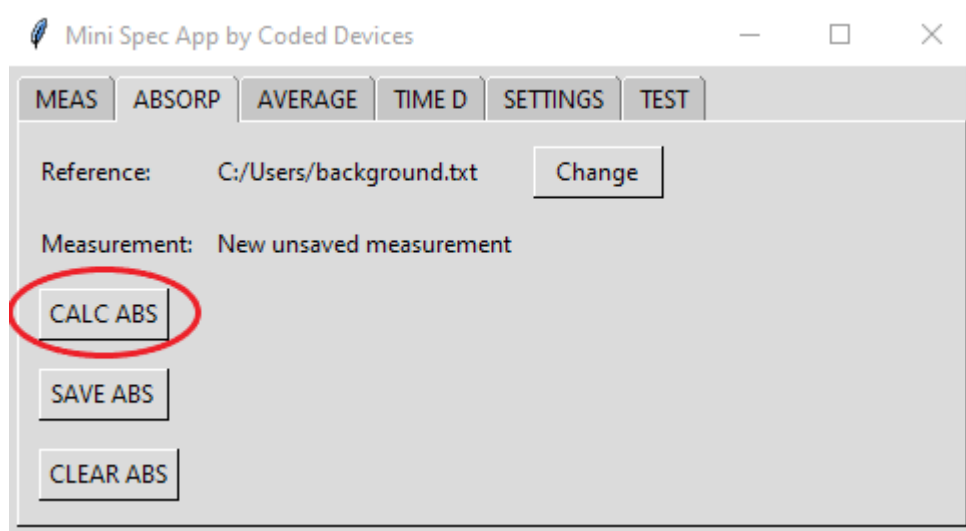 Mini Spec App by Coded Devices
MEAS ABSORP AVERAGE TIME D SETTINGS TEST
Reference: C:/Users/background.txt Change
Measurement: New unsaved measurement
CALC ABS
SAVE ABS
CLEAR ABS